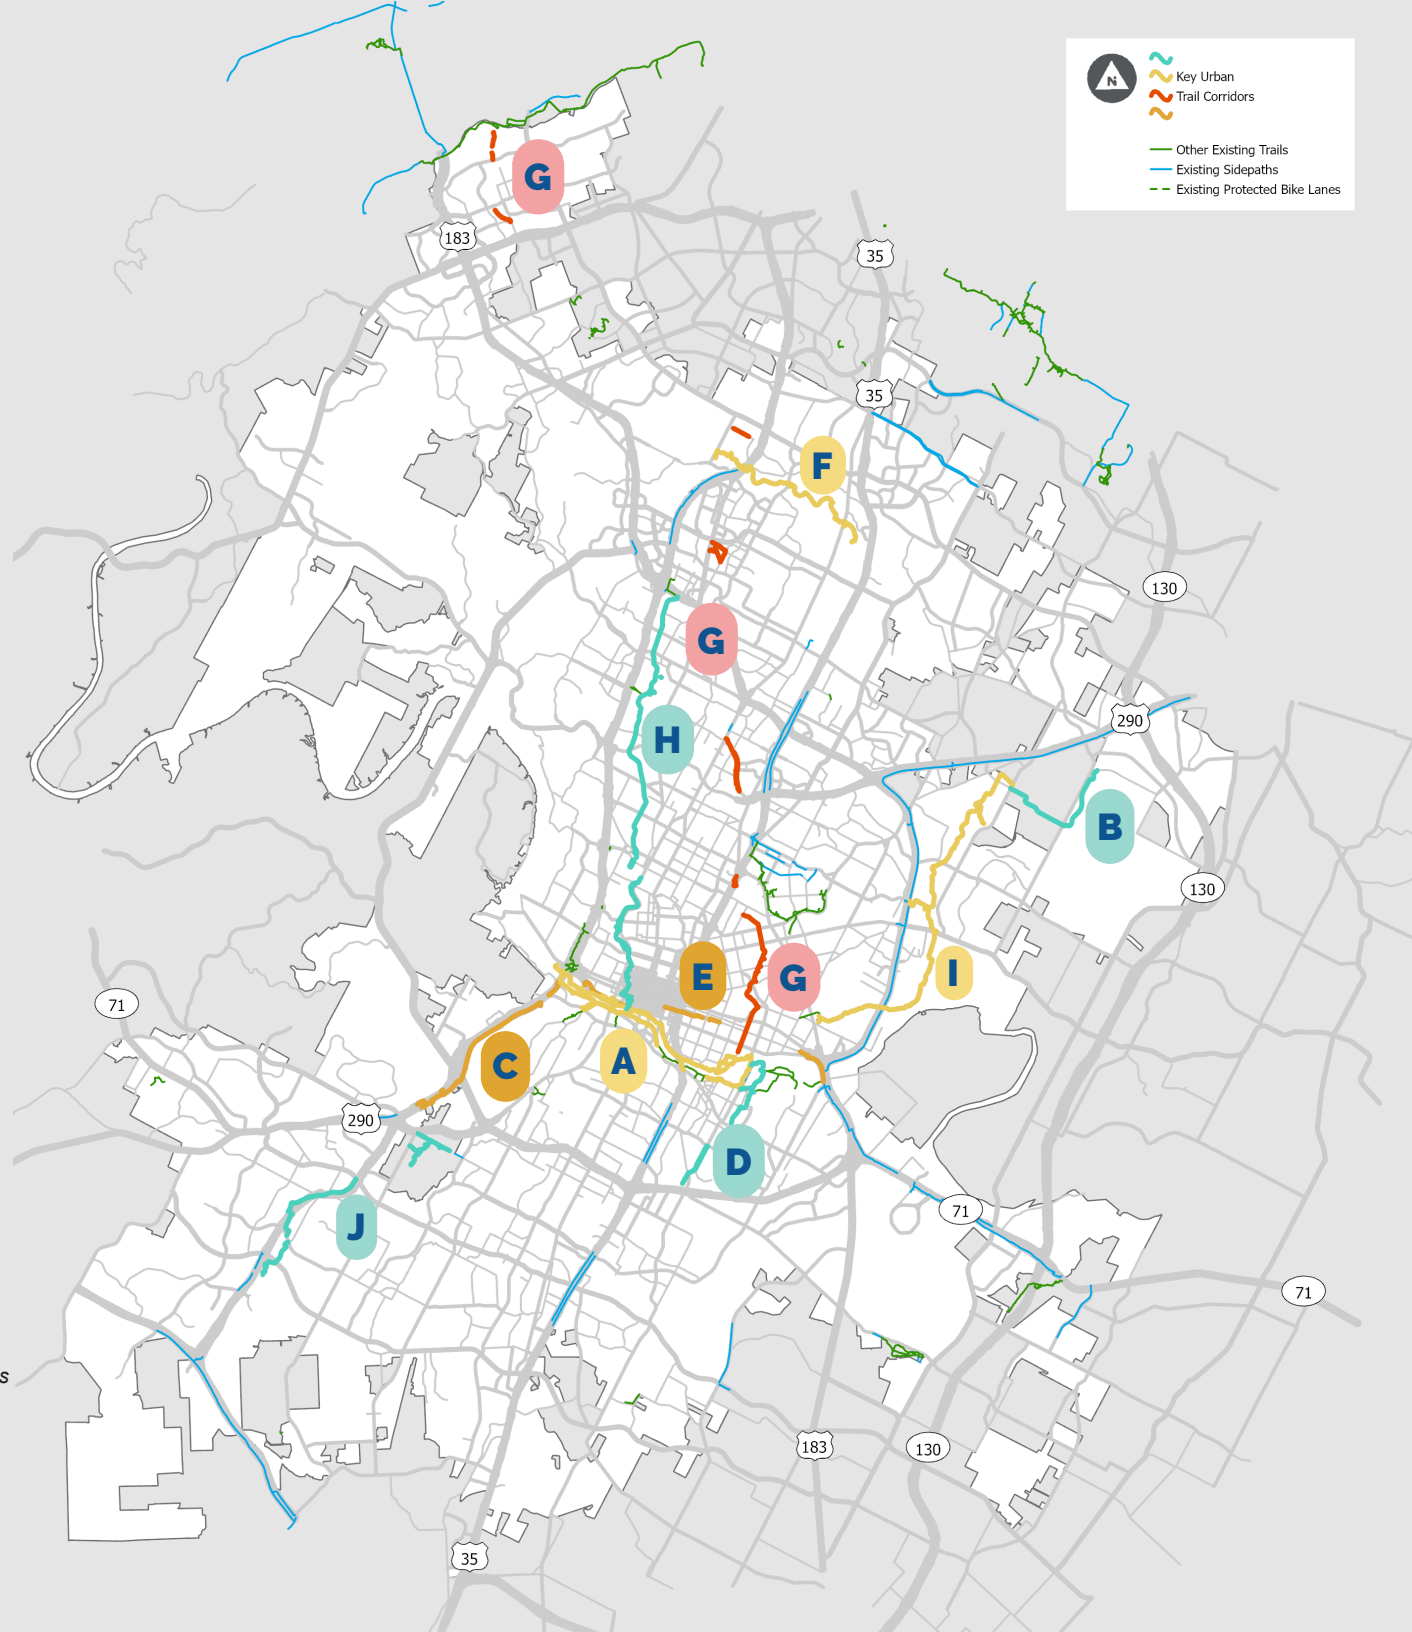 N
Key Urban
Trail Corridors
Other Existing Trails
Existing Sidepaths
Existing Protected Bike Lanes
G
183
35
35
F
130
G
290
H
B
130
E
G
I
71
A
C
290
D
71
J
71
s
183
130
35